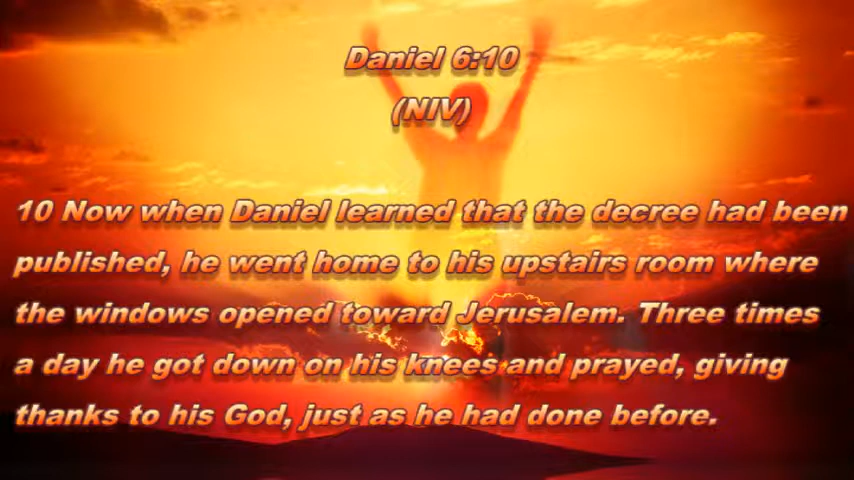 Daniel 6:10
(NIV)
10 Now when Daniel learned that the decree had been
published, he went home to his upstairs room where
the windows opened toward Jerusalem. Three times
a day he got down on his knees and prayed, giving
thanks to his God, just as he had done before.